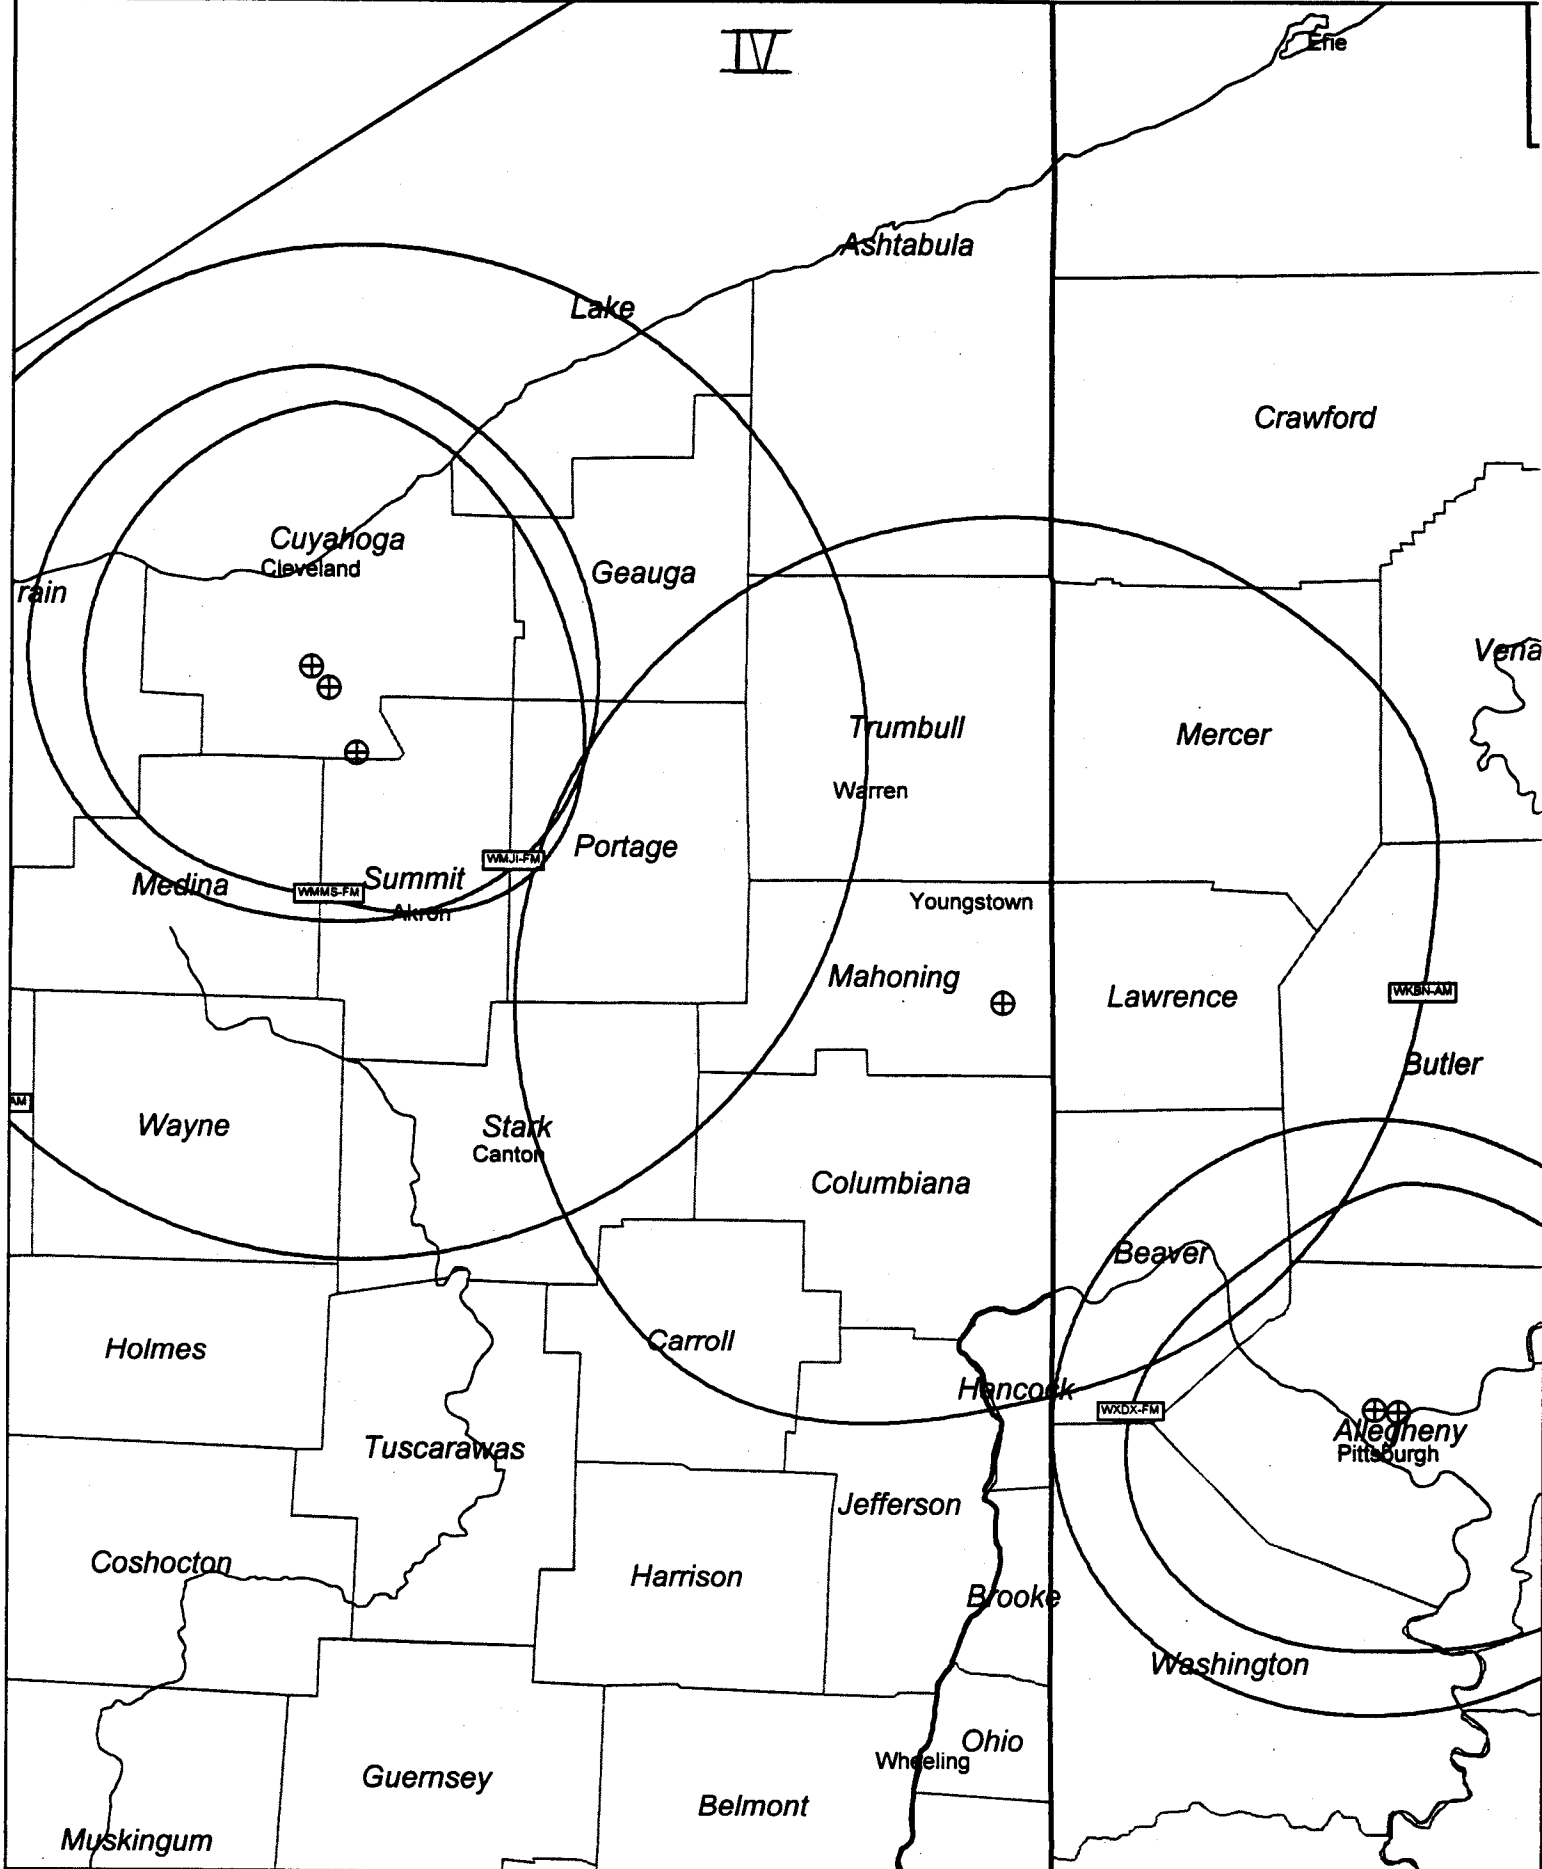 IV
Erie
Ashtabula
Lake
Crawford
Cuyahoga
Cleveland
Geauga
rain
Vena
Trumbull
Mercer
Warren
Portage
WMJI-FM
Medina
WMMS-FM
Summit
Akron
Youngstown
Mahoning
Lawrence
WKBN-AM
Butler
AM
Wayne
Stark
Canton
Columbiana
Beaver
Holmes
Carroll
Hancock
WXDX-FM
Allegheny
Pittsburgh
Tuscarawas
Jefferson
Coshocton
Harrison
Brooke
Washington
Ohio
Wheeling
Guernsey
Belmont
Muskingum